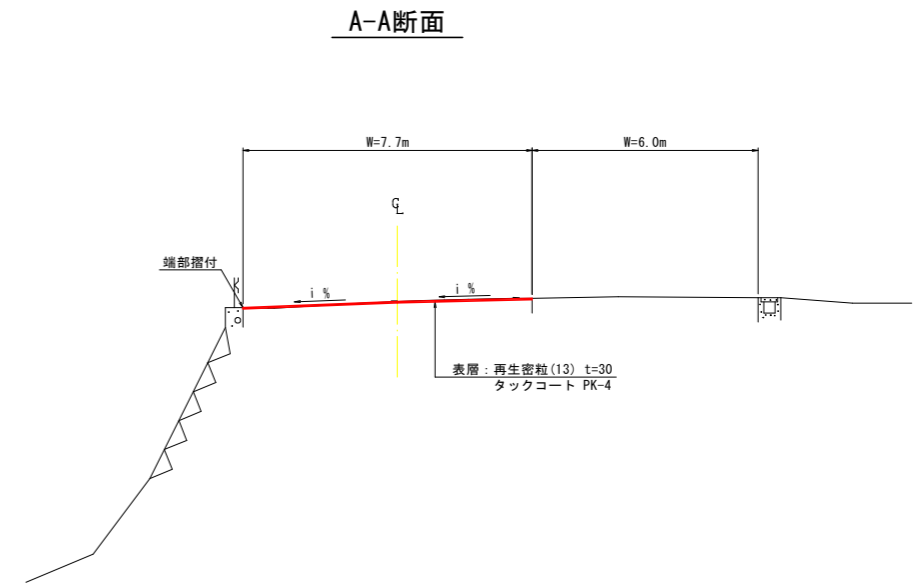 A-A断面
W=7.7m
W=6.0m
CL
端部摺付
i %
i %
表層：再生密粒(13) t=30
タックコート PK-4